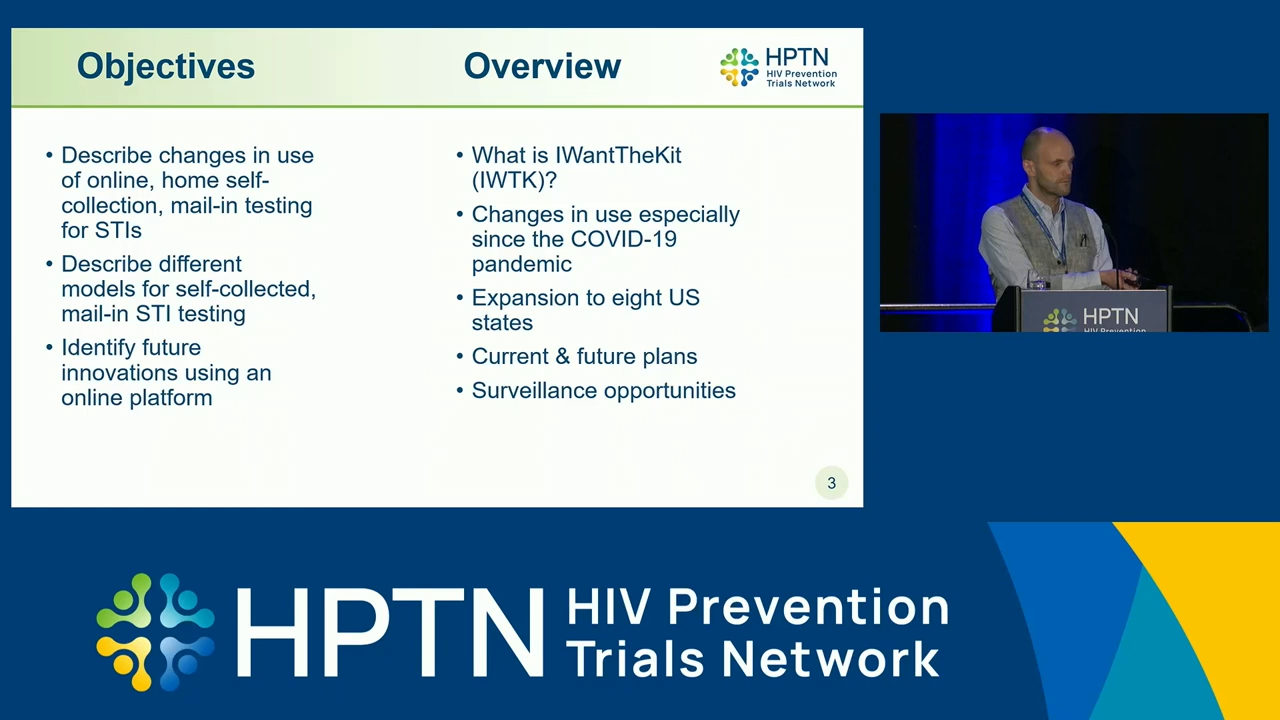 Objectives
Overview
HPTN
HIV Prevention
Trials Network
• Describe changes in use
of online, home self-
collection, mail-in testing
for STIs
• Describe different
models for self-collected,
mail-in STI testing
• Identify future
innovations using an
online platform
• What is IWantTheKit
(IWTK)?
• Changes in use especially
since the COVID-19
pandemic
• Expansion to eight US
states
• Current & future plans
• Surveillance opportunities
3
HPTN
HIV Prevention
HPTN
HIV Prevention
Trials Network